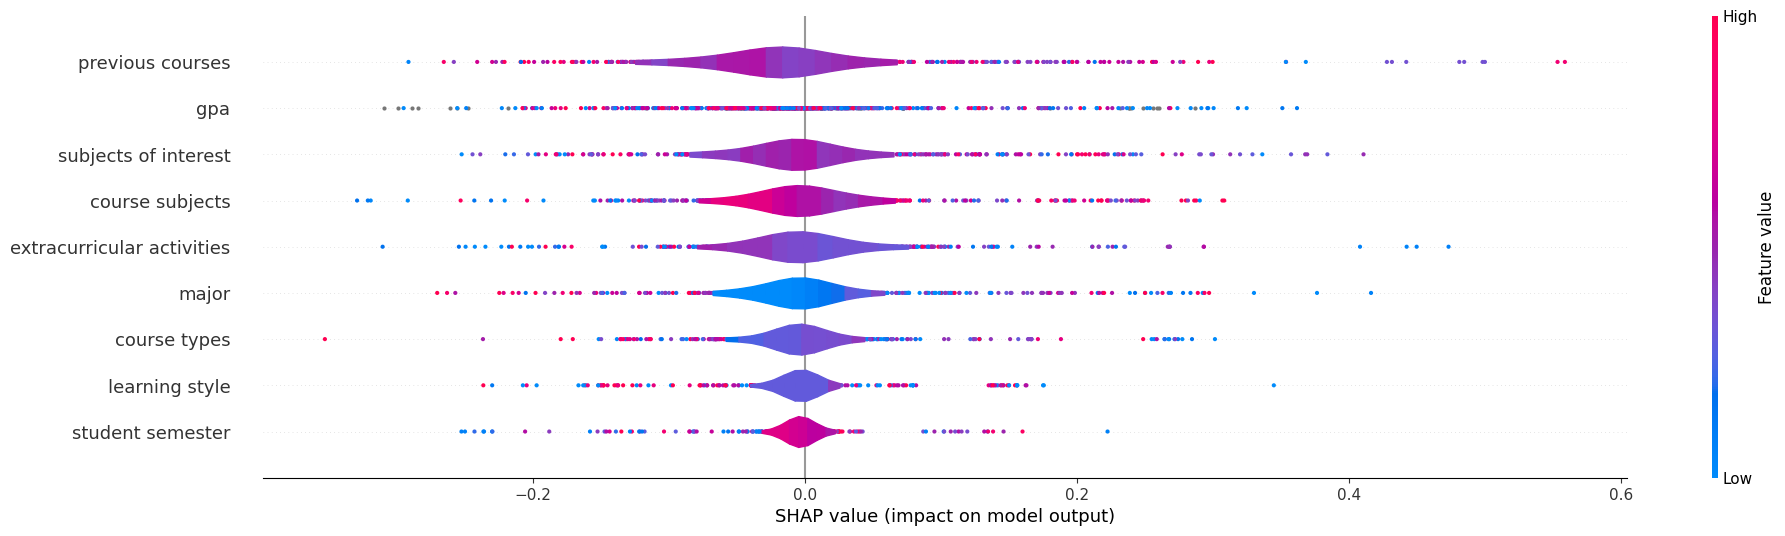 High
previous courses
gpa
subjects of interest
course subjects
extracurricular activities
major
course types
learning style
student semester
Feature value
Low
−0.2 0.0 0.2 0.4 0.6
SHAP value (impact on model output)